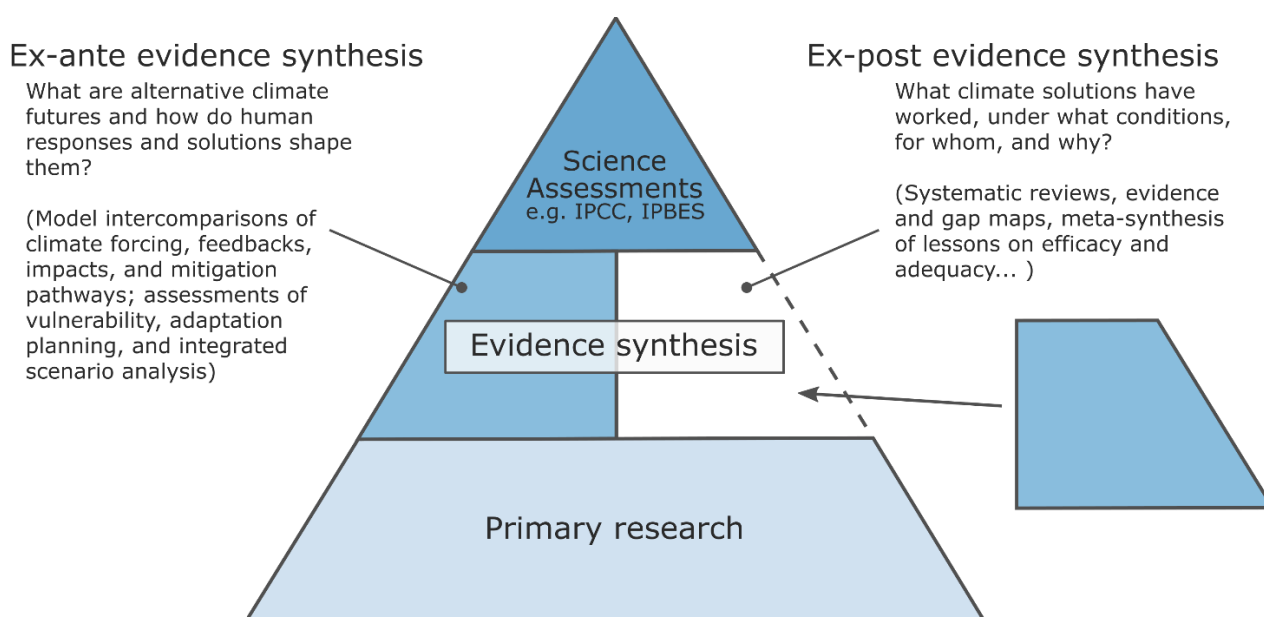 Ex-ante evidence synthesis
What are alternative climate
futures and how do human
responses and solutions shape
them?
(Model intercomparisons of
climate forcing, feedbacks,
impacts, and mitigation
pathways; assessments of
vulnerability, adaptation
planning, and integrated
scenario analysis)
Ex-post evidence synthesis
What climate solutions have
worked, under what conditions,
for whom, and why?
(Systematic reviews, evidence
and gap maps, meta-synthesis
of lessons on efficacy and
adequacy... )
Science
Assessments
e.g. IPCC, IPBES
Evidence synthesis
Primary research